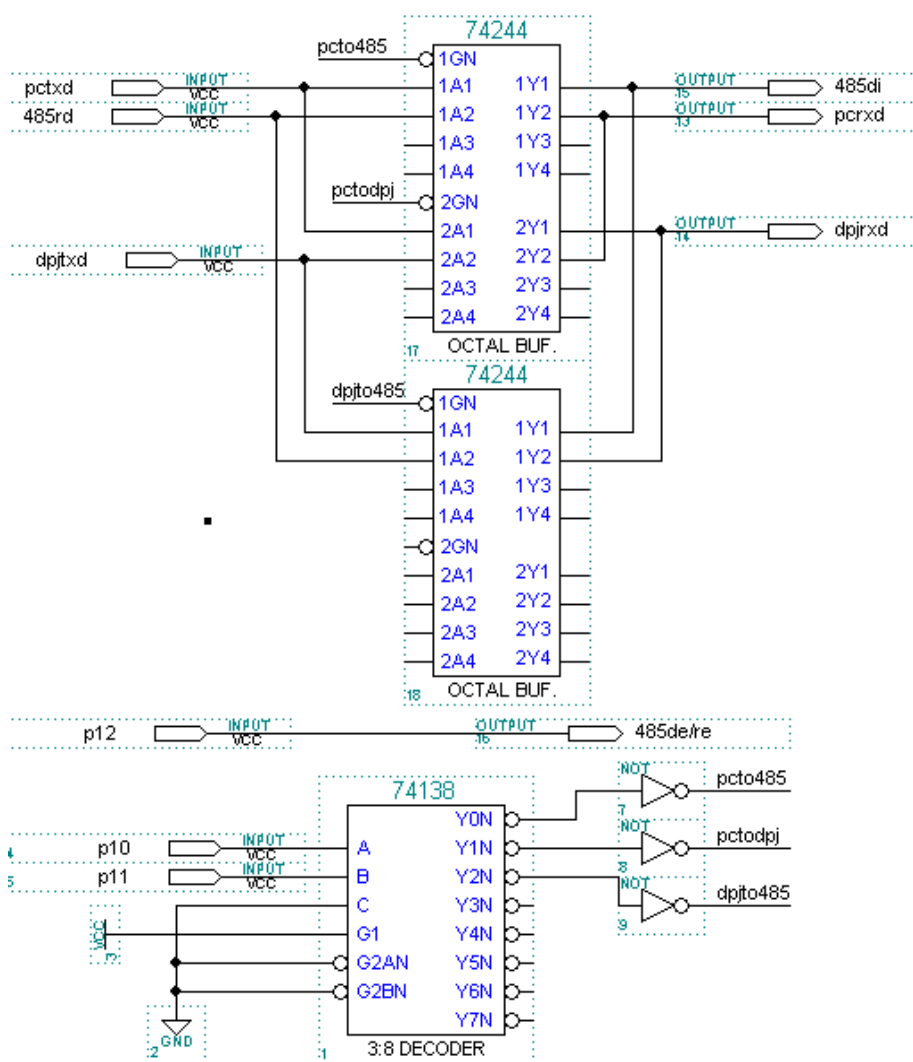 74244
pcto485
1GN
pctxd INPUT VCC 1A1 1Y1 OUTPUT 15 485di
485rd INPUT VCC 1A2 1Y2 OUTPUT 13 pcrxd
1A3 1Y3
1A4 1Y4
pctodpj
2GN
2A1 2Y1 OUTPUT 14 dpjrxd
dpjtxd INPUT VCC 2A2 2Y2
2A3 2Y3
2A4 2Y4
17 OCTAL BUF.
74244
dpjto485
1GN
1A1 1Y1
1A2 1Y2
1A3 1Y3
1A4 1Y4
2GN
2A1 2Y1
2A2 2Y2
2A3 2Y3
2A4 2Y4
18 OCTAL BUF.
p12 INPUT VCC OUTPUT 16 485de/re
74138
NOT pcto485
Y0N 7
4 p10 INPUT VCC A Y1N NOT pctodpj
8
5 p11 INPUT VCC B Y2N NOT dpjto485
C Y3N 9
VCC 3 G1 Y4N
G2AN Y5N
G2BN Y6N
Y7N
2 GND
1 3:8 DECODER